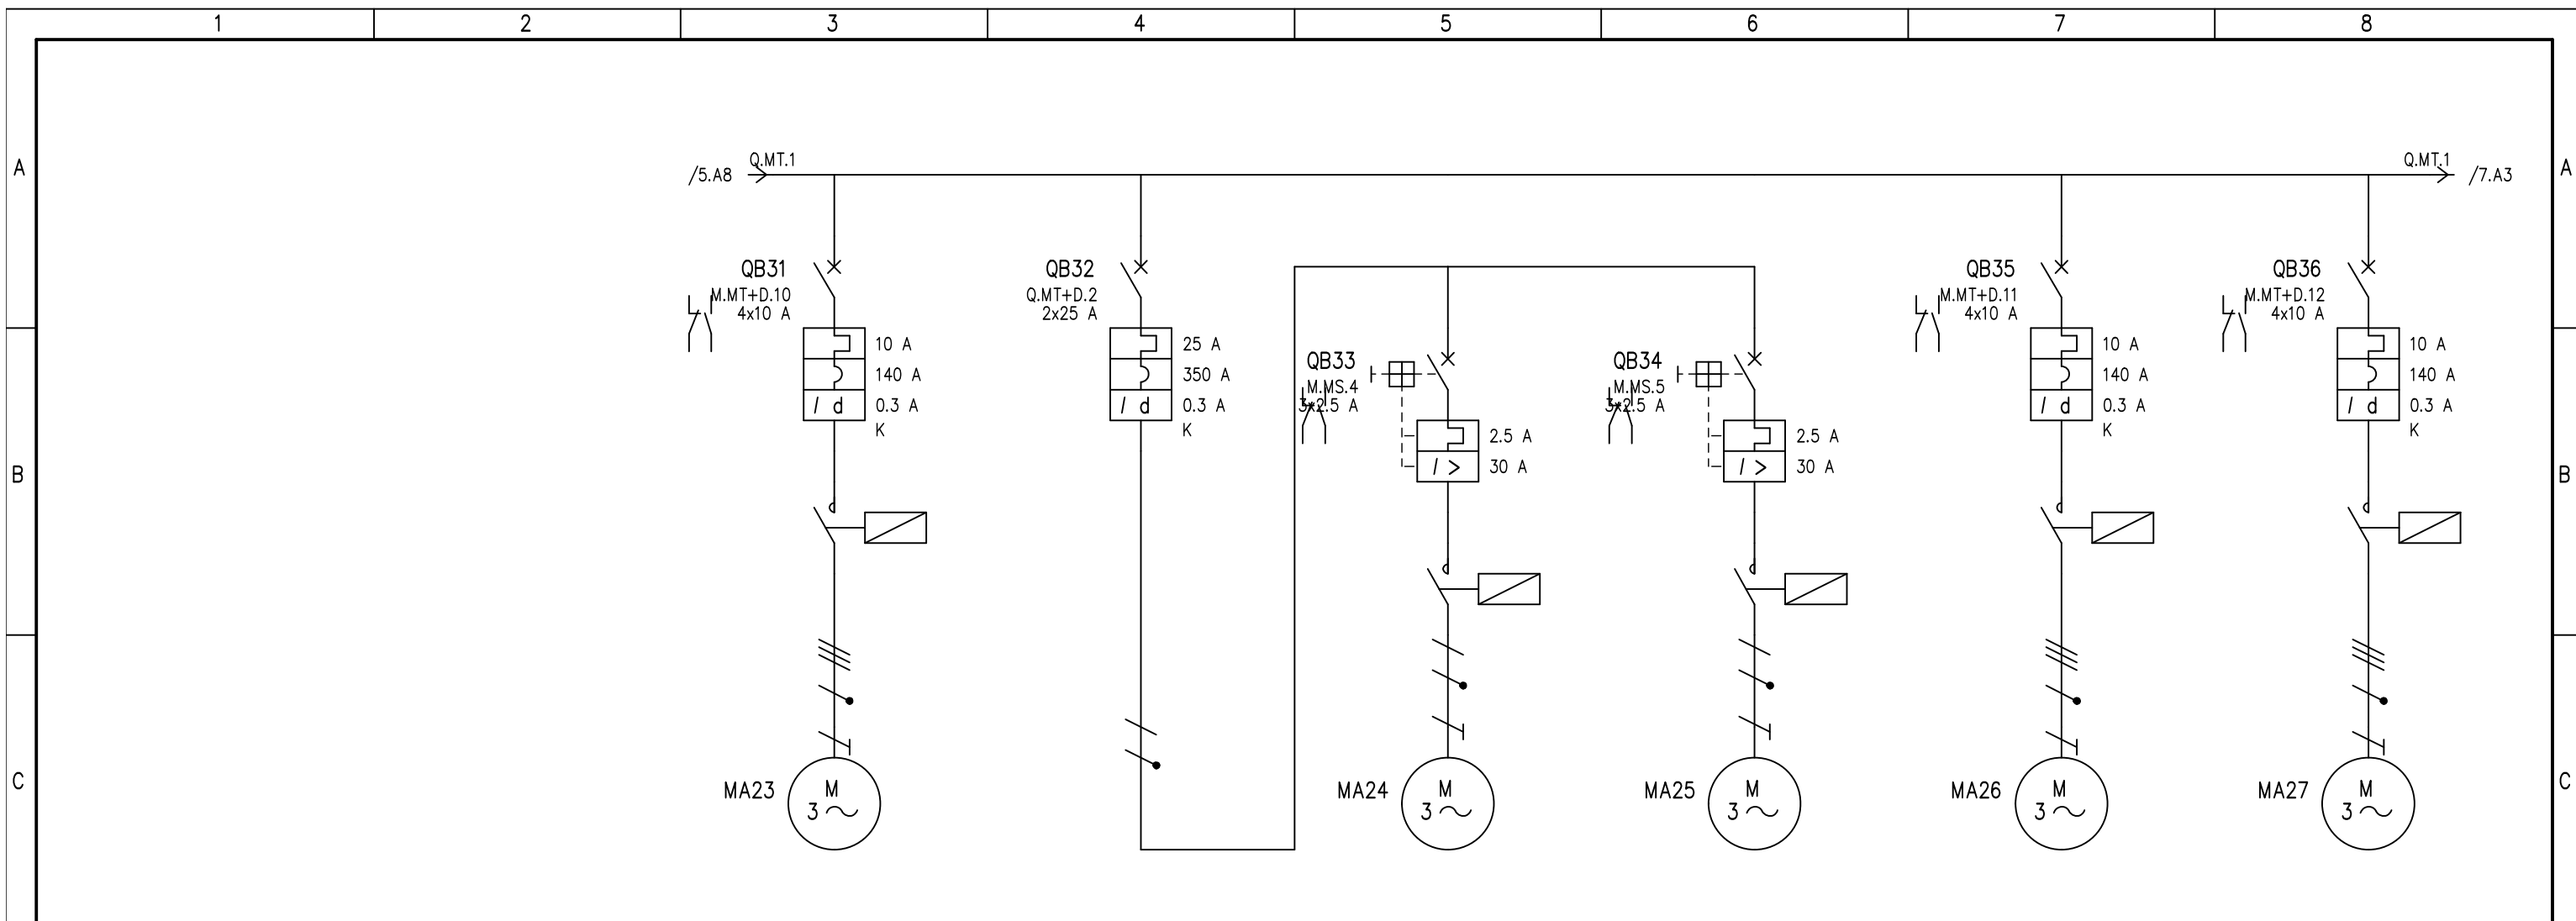 1 2 3 4 5 6 7 8
A A
Q.MT.1 Q.MT.1
/5.A8 /7.A3
QB31
M.MT+D.10
4x10 A
10 A
140 A
I d 0.3 A
K
QB32
Q.MT+D.2
2x25 A
25 A
350 A
I d 0.3 A
K
QB33
M.MS.4
3x2.5 A
2.5 A
I > 30 A
QB34
M.MS.5
3x2.5 A
2.5 A
I > 30 A
QB35
M.MT+D.11
4x10 A
10 A
140 A
I d 0.3 A
K
QB36
M.MT+D.12
4x10 A
10 A
140 A
I d 0.3 A
K
B B
C C
MA23 M
3
MA24 M
3
MA25 M
3
MA26 M
3
MA27 M
3